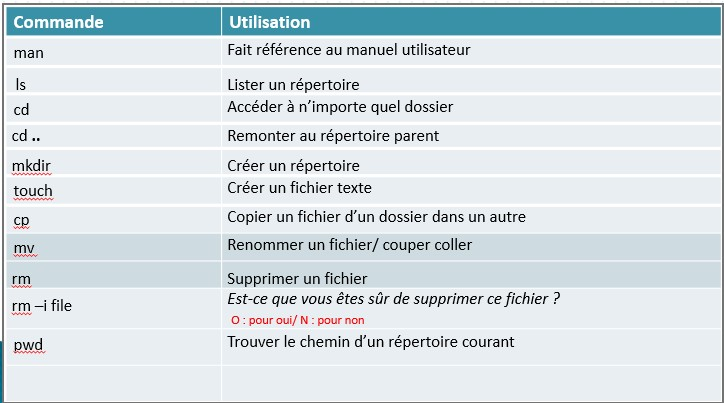 Commande Utilisation
man Fait référence au manuel utilisateur
ls Lister un répertoire
cd Accéder à n’importe quel dossier
cd .. Remonter au répertoire parent
mkdir Créer un répertoire
touch Créer un fichier texte
cp Copier un fichier d’un dossier dans un autre
mv Renommer un fichier/ couper coller
rm Supprimer un fichier
rm –i file Est-ce que vous êtes sûr de supprimer ce fichier ?
O : pour oui/ N : pour non
pwd Trouver le chemin d’un répertoire courant